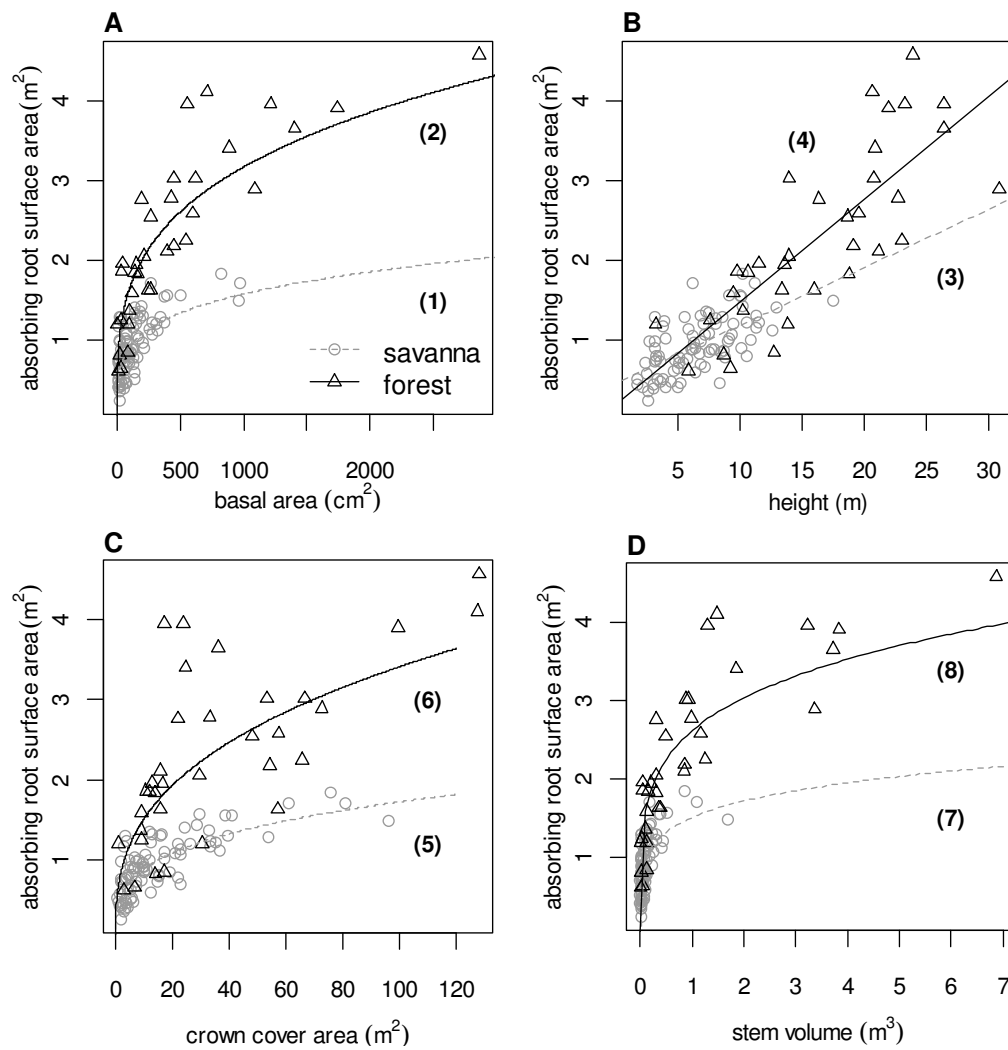 A
absorbing root surface area (m²)
4
3
2
1
(2)
(1)
savanna
forest
0 500 1000 2000
basal area (cm²)
B
absorbing root surface area (m²)
4
3
2
1
(4)
(3)
5 10 15 20 25 30
height (m)
C
absorbing root surface area (m²)
4
3
2
1
(6)
(5)
0 20 40 60 80 100 120
crown cover area (m²)
D
absorbing root surface area (m²)
4
3
2
1
(8)
(7)
0 1 2 3 4 5 6 7
stem volume (m³)